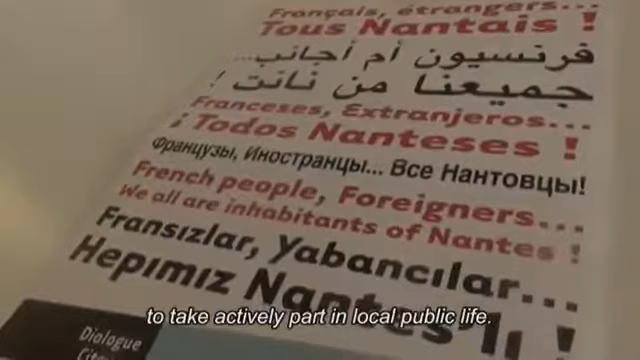 Français, étrangers...
Tous Nantais !
فرنسيون أم أجانب...
جميعنا من نانت !
Franceses, Extranjeros...
¡ Todos Nanteses !
Французы, Иностранцы... Все Нантовцы!
French people, Foreigners...
We all are inhabitants of Nantes !
Fransızlar, Yabancılar...
Hepımız Nantes
to take actively part in local public life.
Dialogue